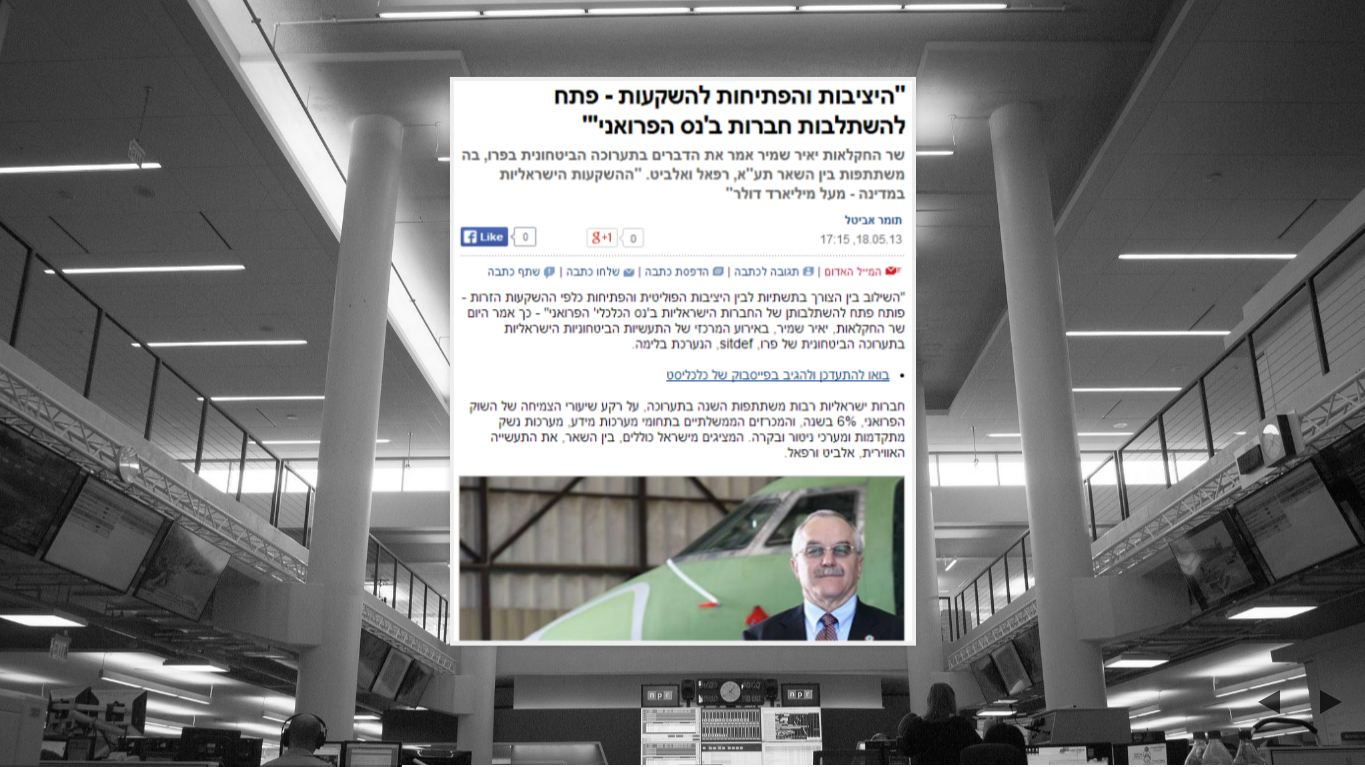 "היציבות והפתיחות להשקעות - פתח
להשתלבות חברות ב'נס הפרואני'"
שר החקלאות יאיר שמיר אמר את הדברים בתערוכה הביטחונית בפרו, בה
משתתפות בין השאר תע"א, רפאל ואלביט. "ההשקעות הישראליות
במדינה - מעל מיליארד דולר"
תומר אביטל
18.05.13, 17:15
Like 0
g+1 0
המייל האדום | תגובה לכתבה | הדפסת כתבה | שלחו כתבה | שתף כתבה
"השילוב בין הצורך בתשתיות לבין היציבות הפוליטית והפתיחות כלפי ההשקעות הזרות -
פותח פתח להשתלבותן של החברות הישראליות ב'נס הכלכלי' הפרואני" - כך אמר היום
שר החקלאות, יאיר שמיר, באירוע המרכזי של התעשיות הביטחוניות הישראליות
בתערוכה הביטחונית של פרו, sitdef, הנערכת בלימה.
• בואו להתעדכן ולהגיב בפייסבוק של כלכליסט
חברות ישראליות רבות משתתפות השנה בתערוכה, על רקע שיעורי הצמיחה של השוק
הפרואני, 6% בשנה, והמכרזים הממשלתיים בתחומי מערכות מידע, מערכות נשק
מתקדמות ומערכי ניטור ובקרה. המציגים מישראל כוללים, בין השאר, את התעשייה
האווירית, אלביט ורפאל.
npr
npr